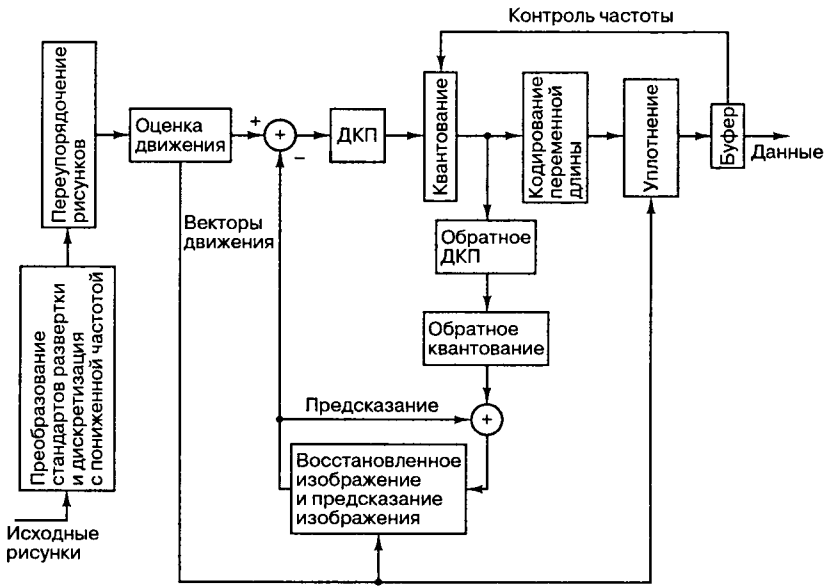 Контроль частоты
Переупорядочение
рисунков
Оценка
движения
+
+
−
ДКП
Квантование
Кодирование
переменной
длины
Уплотнение
Буфер
Данные
Векторы
движения
Обратное
ДКП
Обратное
квантование
Преобразование
стандартов развертки
и дискретизация
с пониженной частотой
Предсказание
+
Восстановленное
изображение
и предсказание
изображения
Исходные
рисунки